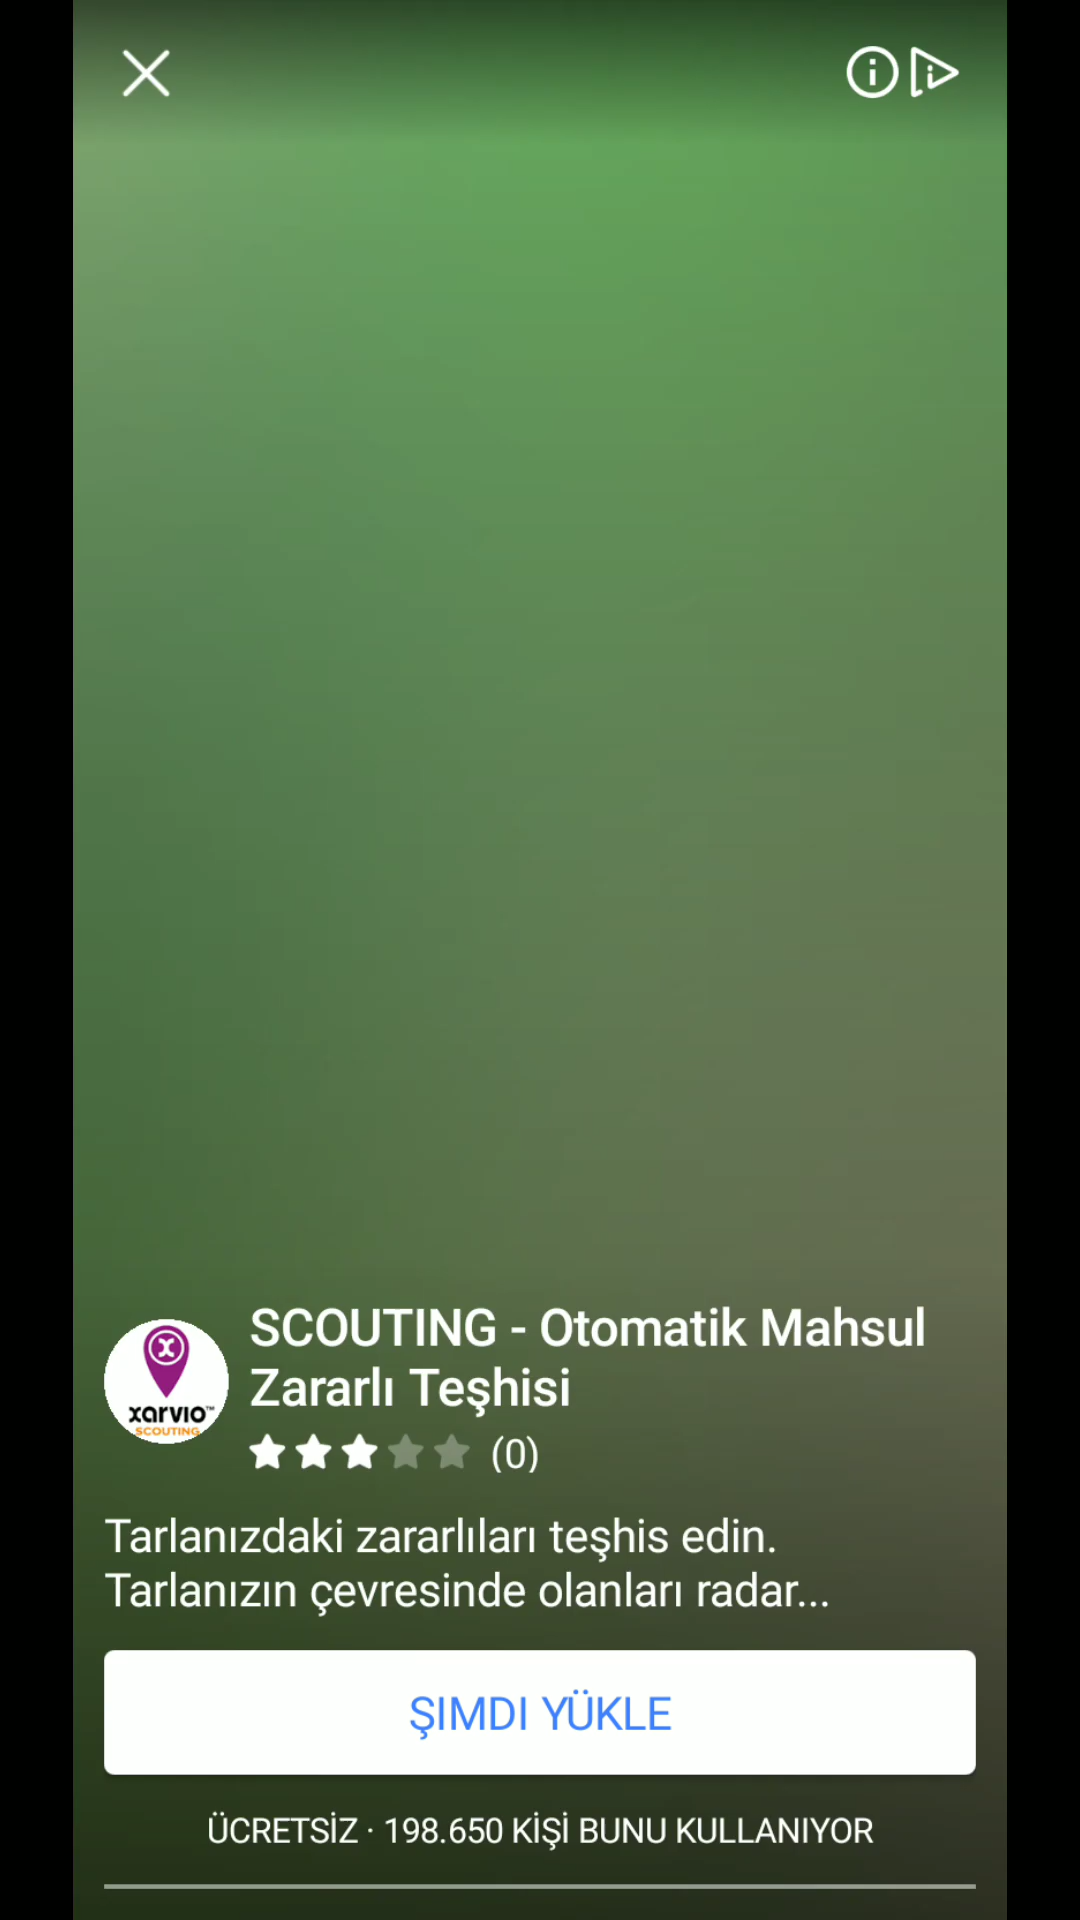 SCOUTING - Otomatik Mahsul
Zararlı Teşhisi
xarvio™
SCOUTING
(0)
Tarlanızdaki zararlıları teşhis edin.
Tarlanızın çevresinde olanları radar...
ŞIMDI YÜKLE
ÜCRETSİZ · 198.650 KİŞİ BUNU KULLANIYOR